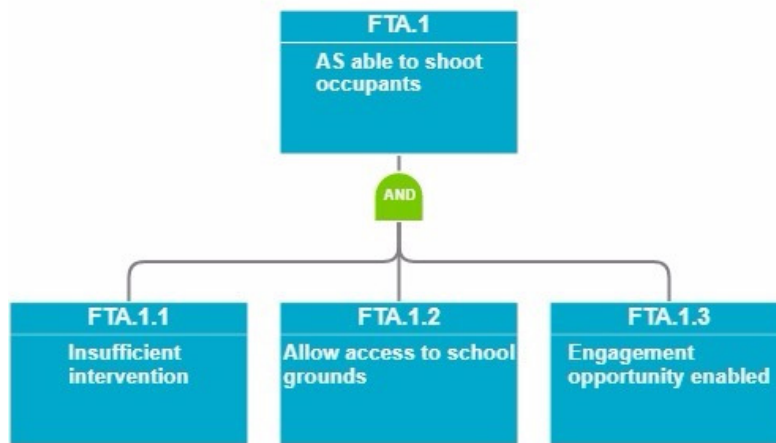 FTA.1
AS able to shoot
occupants
AND
FTA.1.1
Insufficient
intervention
FTA.1.2
Allow access to school
grounds
FTA.1.3
Engagement
opportunity enabled